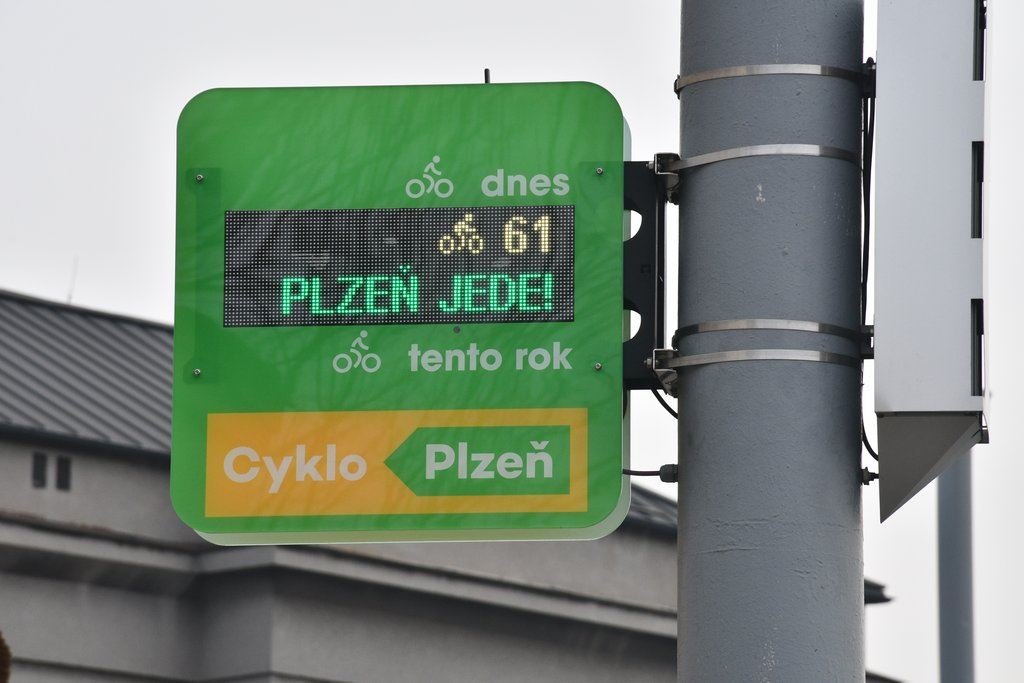 dnes
61
PLZEŇ JEDE!
tento rok
Cyklo Plzeň